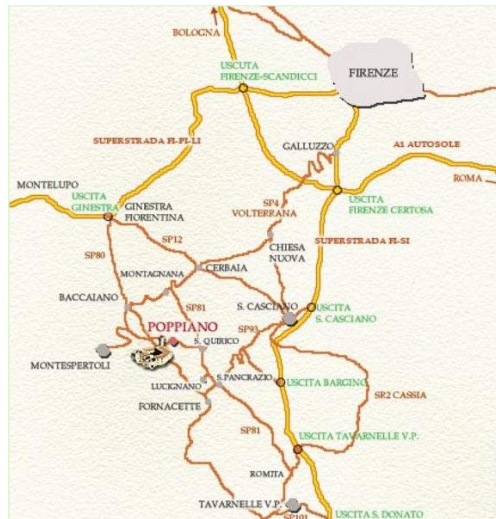 BOLOGNA
USCUTA
FIRENZE-SCANDICCI
FIRENZE
GALLUZZO
SUPERSTRADA FI-PI-LI
A1 AUTOSOLE
ROMA
MONTELUPO
USCITA
GINESTRA
GINESTRA
FIORENTINA
SP4
VOLTERRANA
USCITA
FIRENZE CERTOSA
SP12
SUPERSTRADA FI-SI
CHIESA
NUOVA
SP80
CERBAIA
MONTAGNANA
BACCAIANO
SP81
S. CASCIANO
USCITA
S. CASCIANO
POPPIANO
SP93
S. QUIRICO
MONTESPERTOLI
LUCIGNANO
S.PANCRAZIO
USCITA BARGINO
SR2 CASSIA
FORNACETTE
SP81
USCITA TAVARNELLE V.P.
ROMITA
TAVARNELLE V.P.
SP101
USCITA S. DONATO